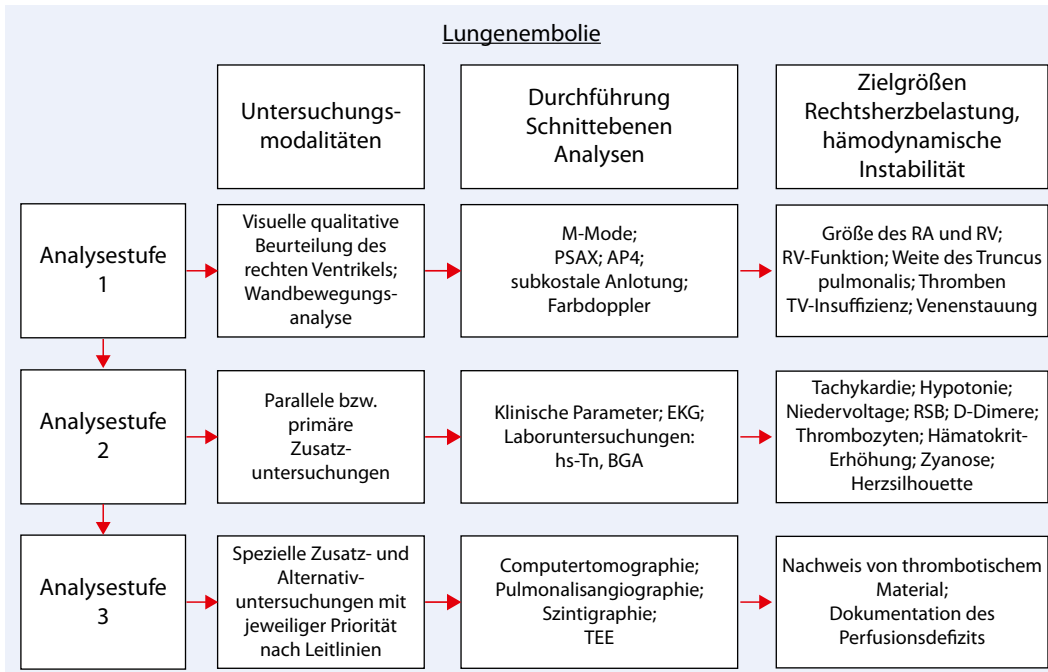 Lungenembolie
Untersuchungs-
modalitäten
Durchführung
Schnittebenen
Analysen
Zielgrößen
Rechtsherzbelastung,
hämodynamische
Instabilität
Analysestufe
1
Visuelle qualitative
Beurteilung des
rechten Ventrikels;
Wandbewegungs-
analyse
M-Mode;
PSAX; AP4;
subkostale Anlotung;
Farbdoppler
Größe des RA und RV;
RV-Funktion; Weite des Truncus
pulmonalis; Thromben
TV-Insuffizienz; Venenstauung
Analysestufe
2
Parallele bzw.
primäre
Zusatz-
untersuchungen
Klinische Parameter; EKG;
Laboruntersuchungen:
hs-Tn, BGA
Tachykardie; Hypotonie;
Niedervoltage; RSB; D-Dimere;
Thrombozyten; Hämatokrit-
Erhöhung; Zyanose;
Herzsilhouette
Analysestufe
3
Spezielle Zusatz- und
Alternativ-
untersuchungen mit
jeweiliger Priorität
nach Leitlinien
Computertomographie;
Pulmonalisangiographie;
Szintigraphie;
TEE
Nachweis von thrombotischem
Material;
Dokumentation des
Perfusionsdefizits